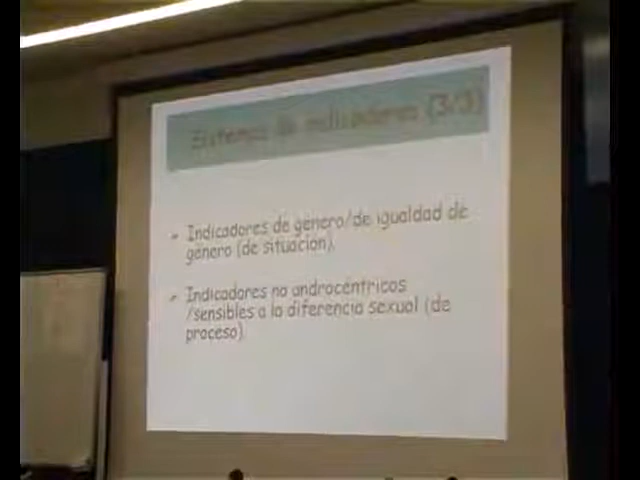 Sistema de indicadores (3/3)
Indicadores de género/de igualdad de
género (de situación).
Indicadores no androcéntricos
/sensibles a la diferencia sexual (de
proceso).